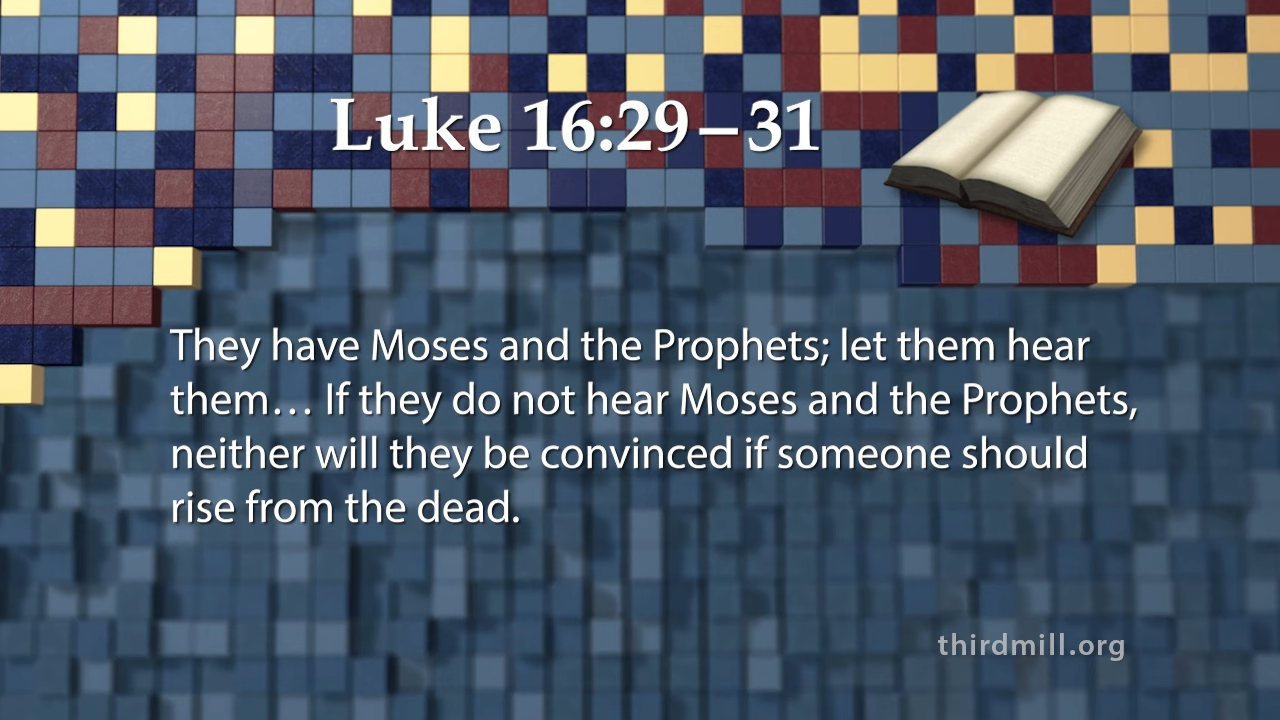 Luke 16:29–31
They have Moses and the Prophets; let them hear
them… If they do not hear Moses and the Prophets,
neither will they be convinced if someone should
rise from the dead.
thirdmill.org